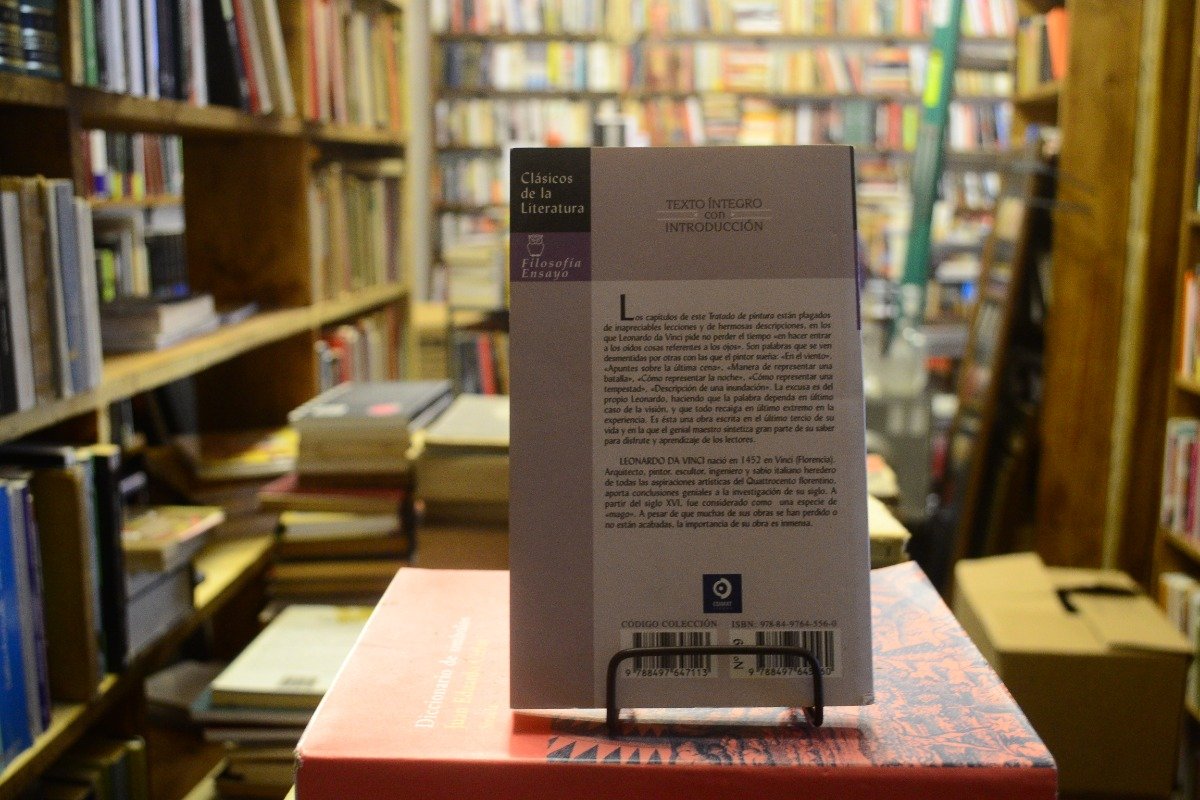 Clásicos
de la
Literatura
Filosofía
Ensayo
TEXTO ÍNTEGRO
con
INTRODUCCIÓN
Los capítulos de este Tratado de pintura están plagados
de inapreciables lecciones y de hermosas descripciones, en los
que Leonardo da Vinci pide no perder el tiempo «en hacer entrar
a los oídos cosas referentes a los ojos». Son palabras que se ven
desmentidas por otras con las que el pintor sueña: «En el viento»,
«Apuntes sobre la última cena», «Manera de representar una
batalla», «Cómo representar la noche», «Cómo representar una
tempestad», «Descripción de una inundación». La excusa es del
propio Leonardo, haciendo que la palabra dependa en último
caso de la visión, y que todo recaiga en último extremo en la
experiencia. Es ésta una obra escrita en el último tercio de su
vida y en la que el genial maestro sintetiza gran parte de su saber
para disfrute y aprendizaje de los lectores.
LEONARDO DA VINCI nació en 1452 en Vinci (Florencia).
Arquitecto, pintor, escultor, ingeniero y sabio italiano heredero
de todas las aspiraciones artísticas del Quattrocento florentino,
aporta conclusiones geniales a la investigación de su siglo. A
partir del siglo XVI, fue considerado como una especie de
«mago». A pesar de que muchas de sus obras se han perdido o
no están acabadas, la importancia de su obra es inmensa.
EDIMAT
CÓDIGO COLECCIÓN
ISBN: 978-84-9764-556-0
Nº 9
9 788497 647113
Diccionario de símbolos